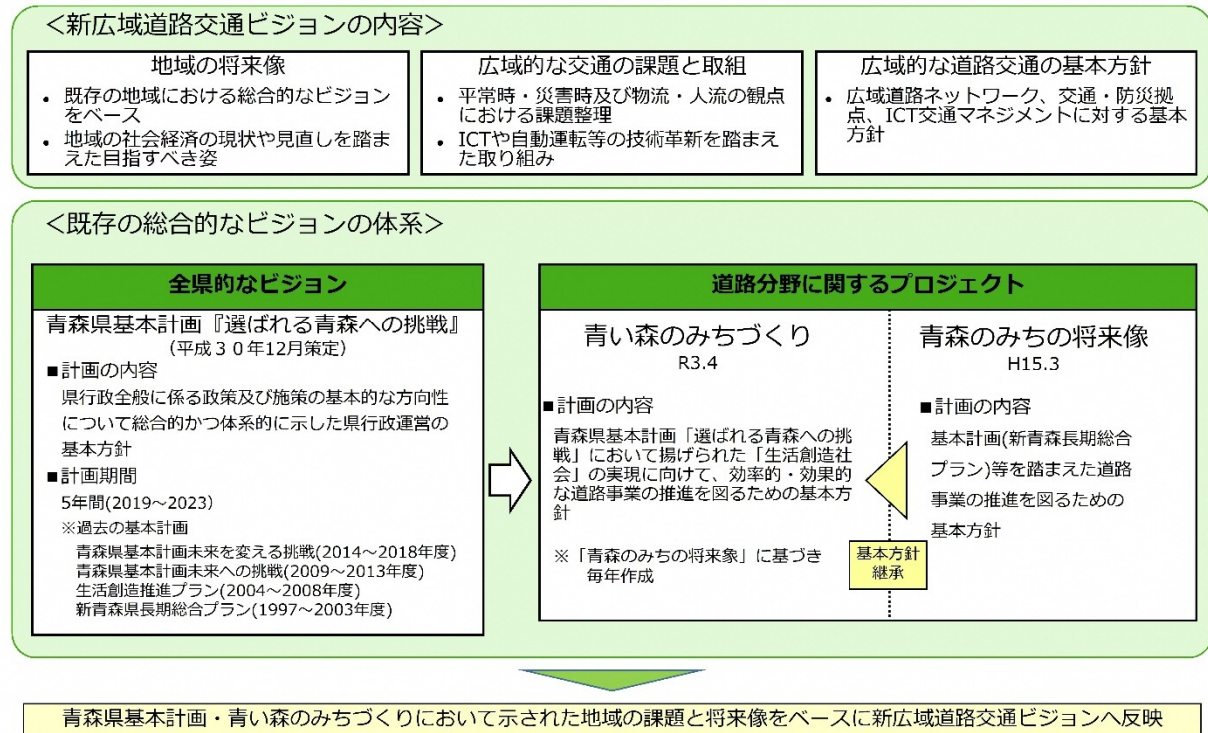 ＜新広域道路交通ビジョンの内容＞
地域の将来像
• 既存の地域における総合的なビジョン
をベース
• 地域の社会経済の現状や見直しを踏ま
えた目指すべき姿
広域的な交通の課題と取組
• 平常時・災害時及び物流・人流の観点
における課題整理
• ICTや自動運転等の技術革新を踏まえ
た取り組み
広域的な道路交通の基本方針
• 広域道路ネットワーク、交通・防災拠
点、ICT交通マネジメントに対する基本
方針
＜既存の総合的なビジョンの体系＞
全県的なビジョン
青森県基本計画『選ばれる青森への挑戦』
(平成３０年12月策定)
■計画の内容
県行政全般に係る政策及び施策の基本的な方向性
について総合的かつ体系的に示した県行政運営の
基本方針
■計画期間
5年間(2019～2023)
※過去の基本計画
青森県基本計画未来を変える挑戦(2014～2018年度)
青森県基本計画未来への挑戦(2009～2013年度)
生活創造推進プラン(2004～2008年度)
新青森県長期総合プラン(1997～2003年度)
道路分野に関するプロジェクト
青い森のみちづくり
R3.4
■計画の内容
青森県基本計画「選ばれる青森への挑
戦」において揚げられた「生活創造社
会」の実現に向けて、効率的・効果的
な道路事業の推進を図るための基本方
針
※「青森のみちの将来象」に基づき
毎年作成
青森のみちの将来像
H15.3
■計画の内容
基本計画(新青森長期総合
プラン)等を踏まえた道路
事業の推進を図るための
基本方針
基本方針
継承
青森県基本計画・青い森のみちづくりにおいて示された地域の課題と将来像をベースに新広域道路交通ビジョンへ反映